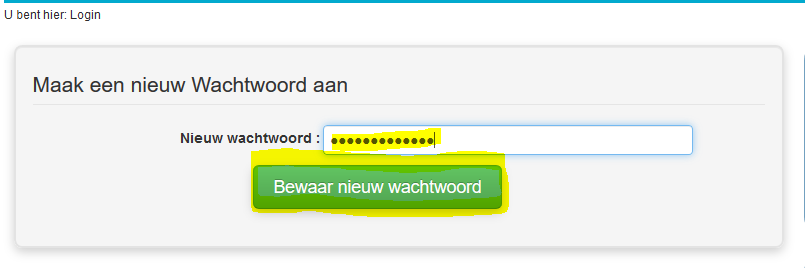 U bent hier: Login
Maak een nieuw Wachtwoord aan
Nieuw wachtwoord : ●●●●●●●●●●●●●
Bewaar nieuw wachtwoord